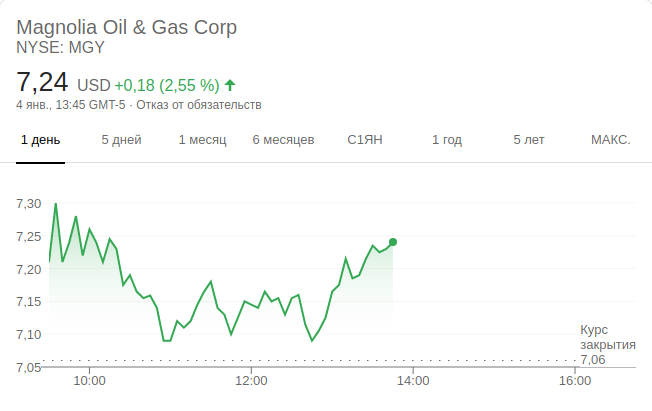 Magnolia Oil & Gas Corp
NYSE: MGY
7,24 USD +0,18 (2,55 %)
4 янв., 13:45 GMT-5 · Отказ от обязательств
1 день 5 дней 1 месяц 6 месяцев С1ЯН 1 год 5 лет МАКС.
7,30
7,25
7,20
7,15
7,10
7,05
Курс
закрытия
7,06
10:00 12:00 14:00 16:00